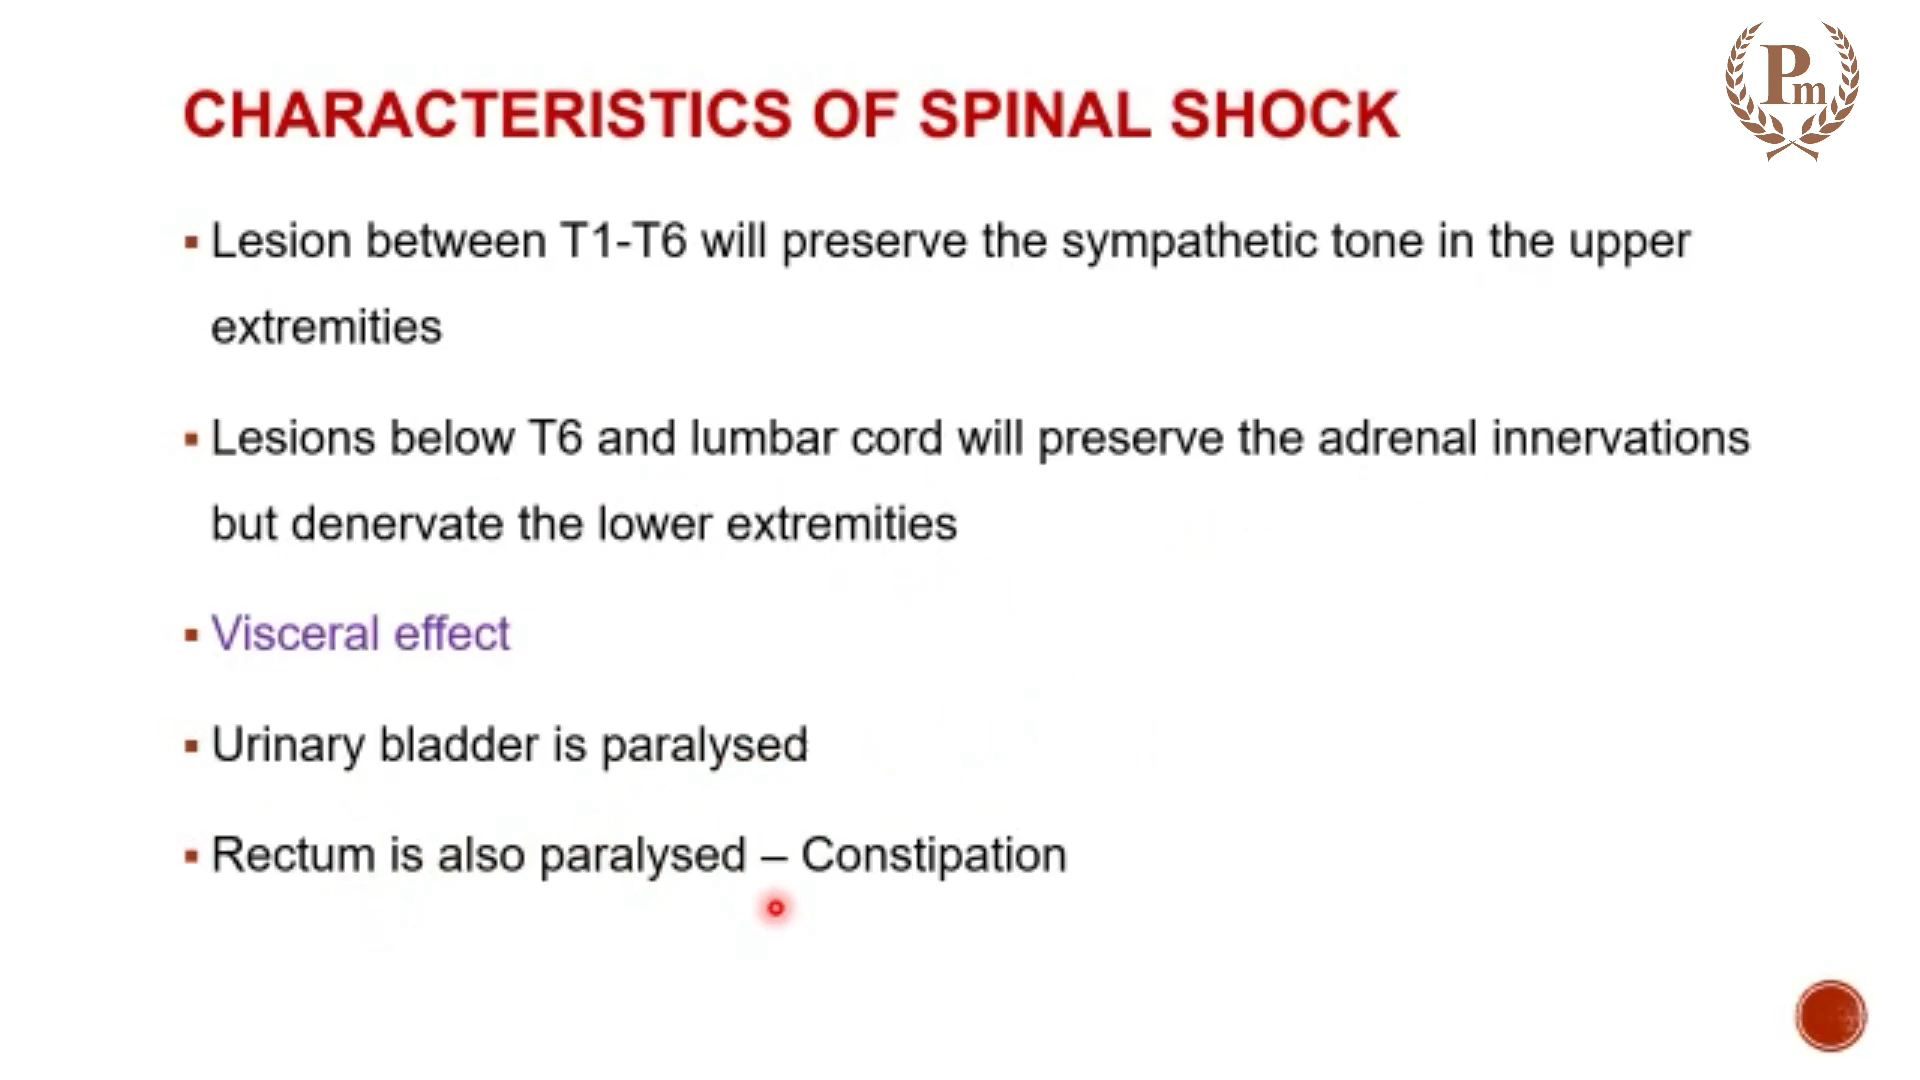 Pm
CHARACTERISTICS OF SPINAL SHOCK
▪ Lesion between T1-T6 will preserve the sympathetic tone in the upper
extremities
▪ Lesions below T6 and lumbar cord will preserve the adrenal innervations
but denervate the lower extremities
▪ Visceral effect
▪ Urinary bladder is paralysed
▪ Rectum is also paralysed – Constipation